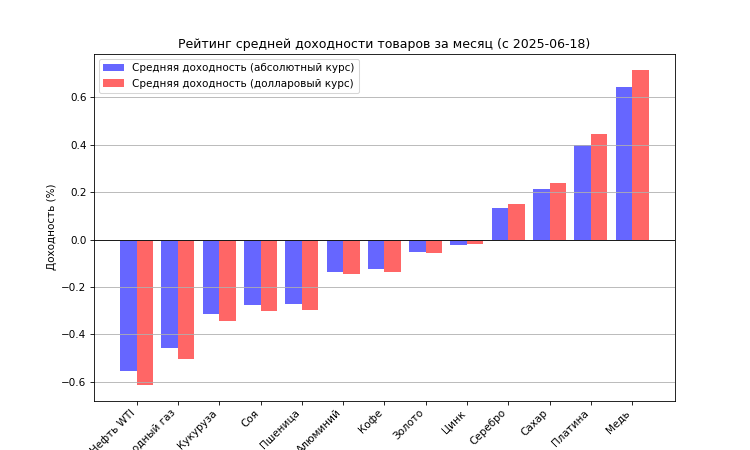 Рейтинг средней доходности товаров за месяц (с 2025-06-18)
Средняя доходность (абсолютный курс)
Средняя доходность (долларовый курс)
Доходность (%)
0.6
0.4
0.2
0.0
−0.2
−0.4
−0.6
Нефть WTI
Кукуруза
Соя
Пшеница
Алюминий
Кофе
Золото
Цинк
Серебро
Сахар
Платина
Медь